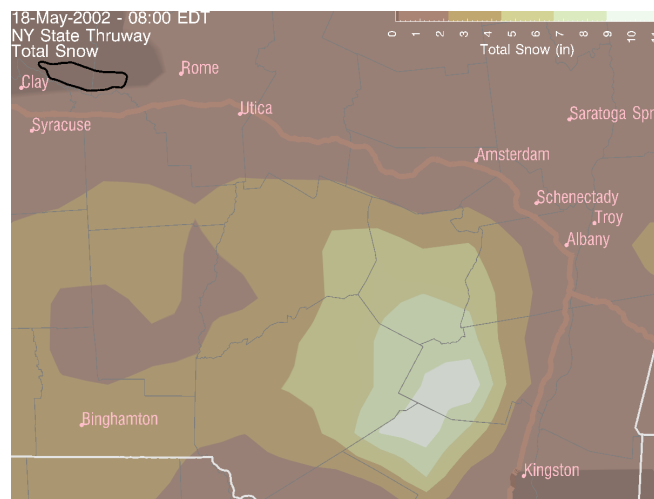 18-May-2002 - 08:00 EDT
NY State Thruway
Total Snow
0 1 2 3 4 5 6 7 8 9 10
Total Snow (in)
Rome
Clay
Utica
Saratoga Spr
Syracuse
Amsterdam
Schenectady
Troy
Albany
Binghamton
Kingston